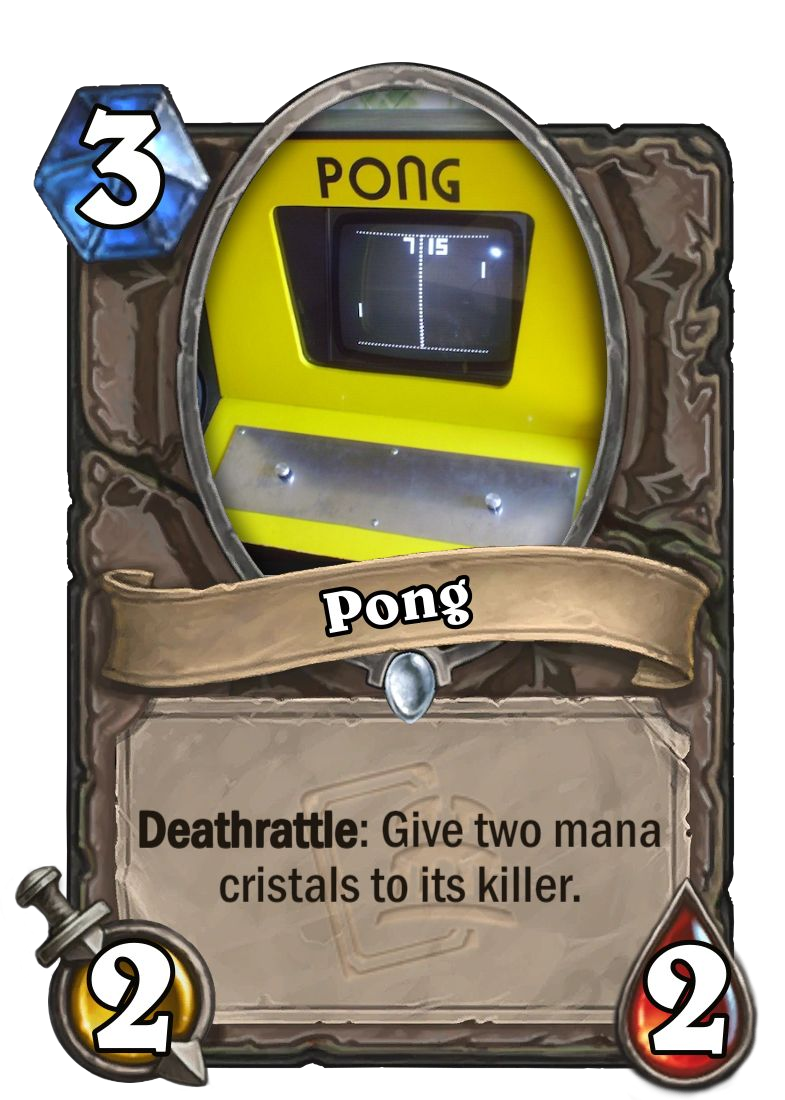 3
PONG
7 15
Pong
Deathrattle: Give two mana
cristals to its killer.
2
2